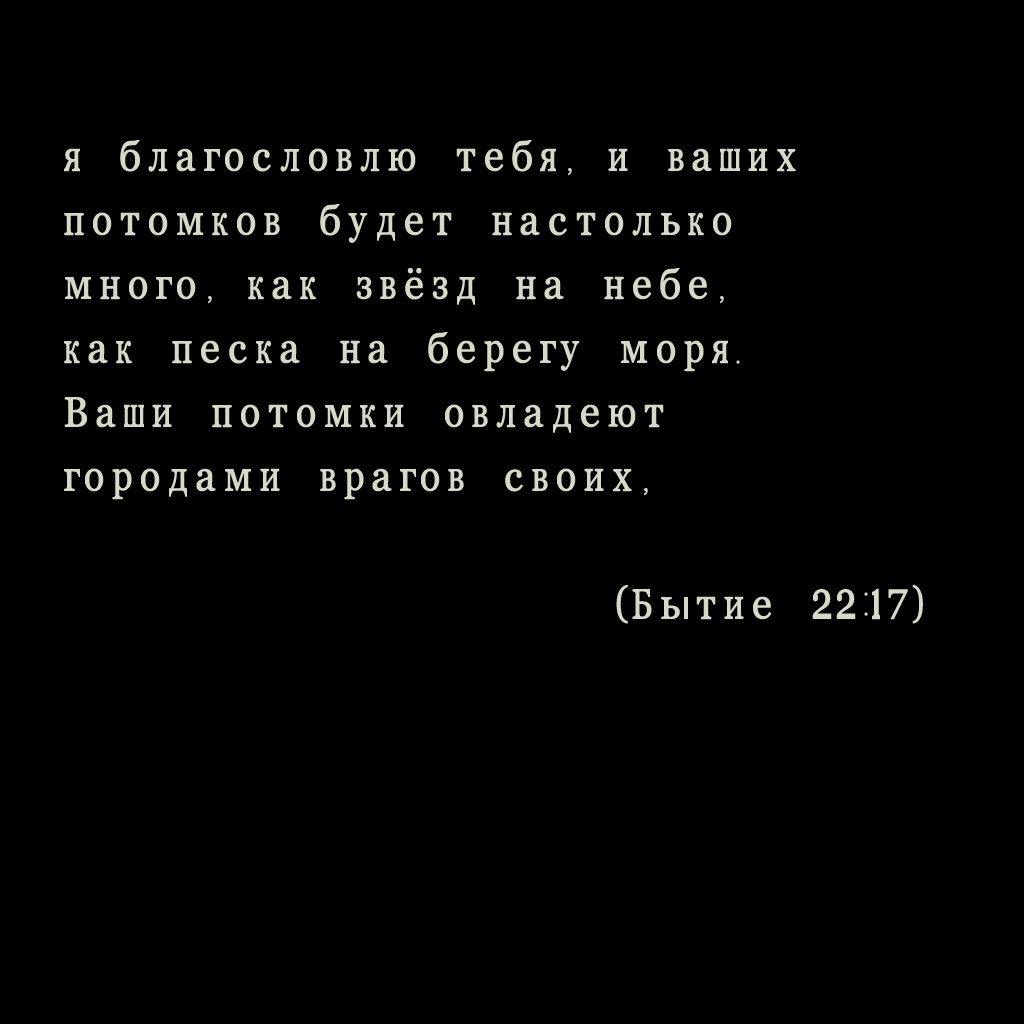 я благословлю тебя, и ваших
потомков будет настолько
много, как звёзд на небе,
как песка на берегу моря.
Ваши потомки овладеют
городами врагов своих,
(Бытие 22:17)